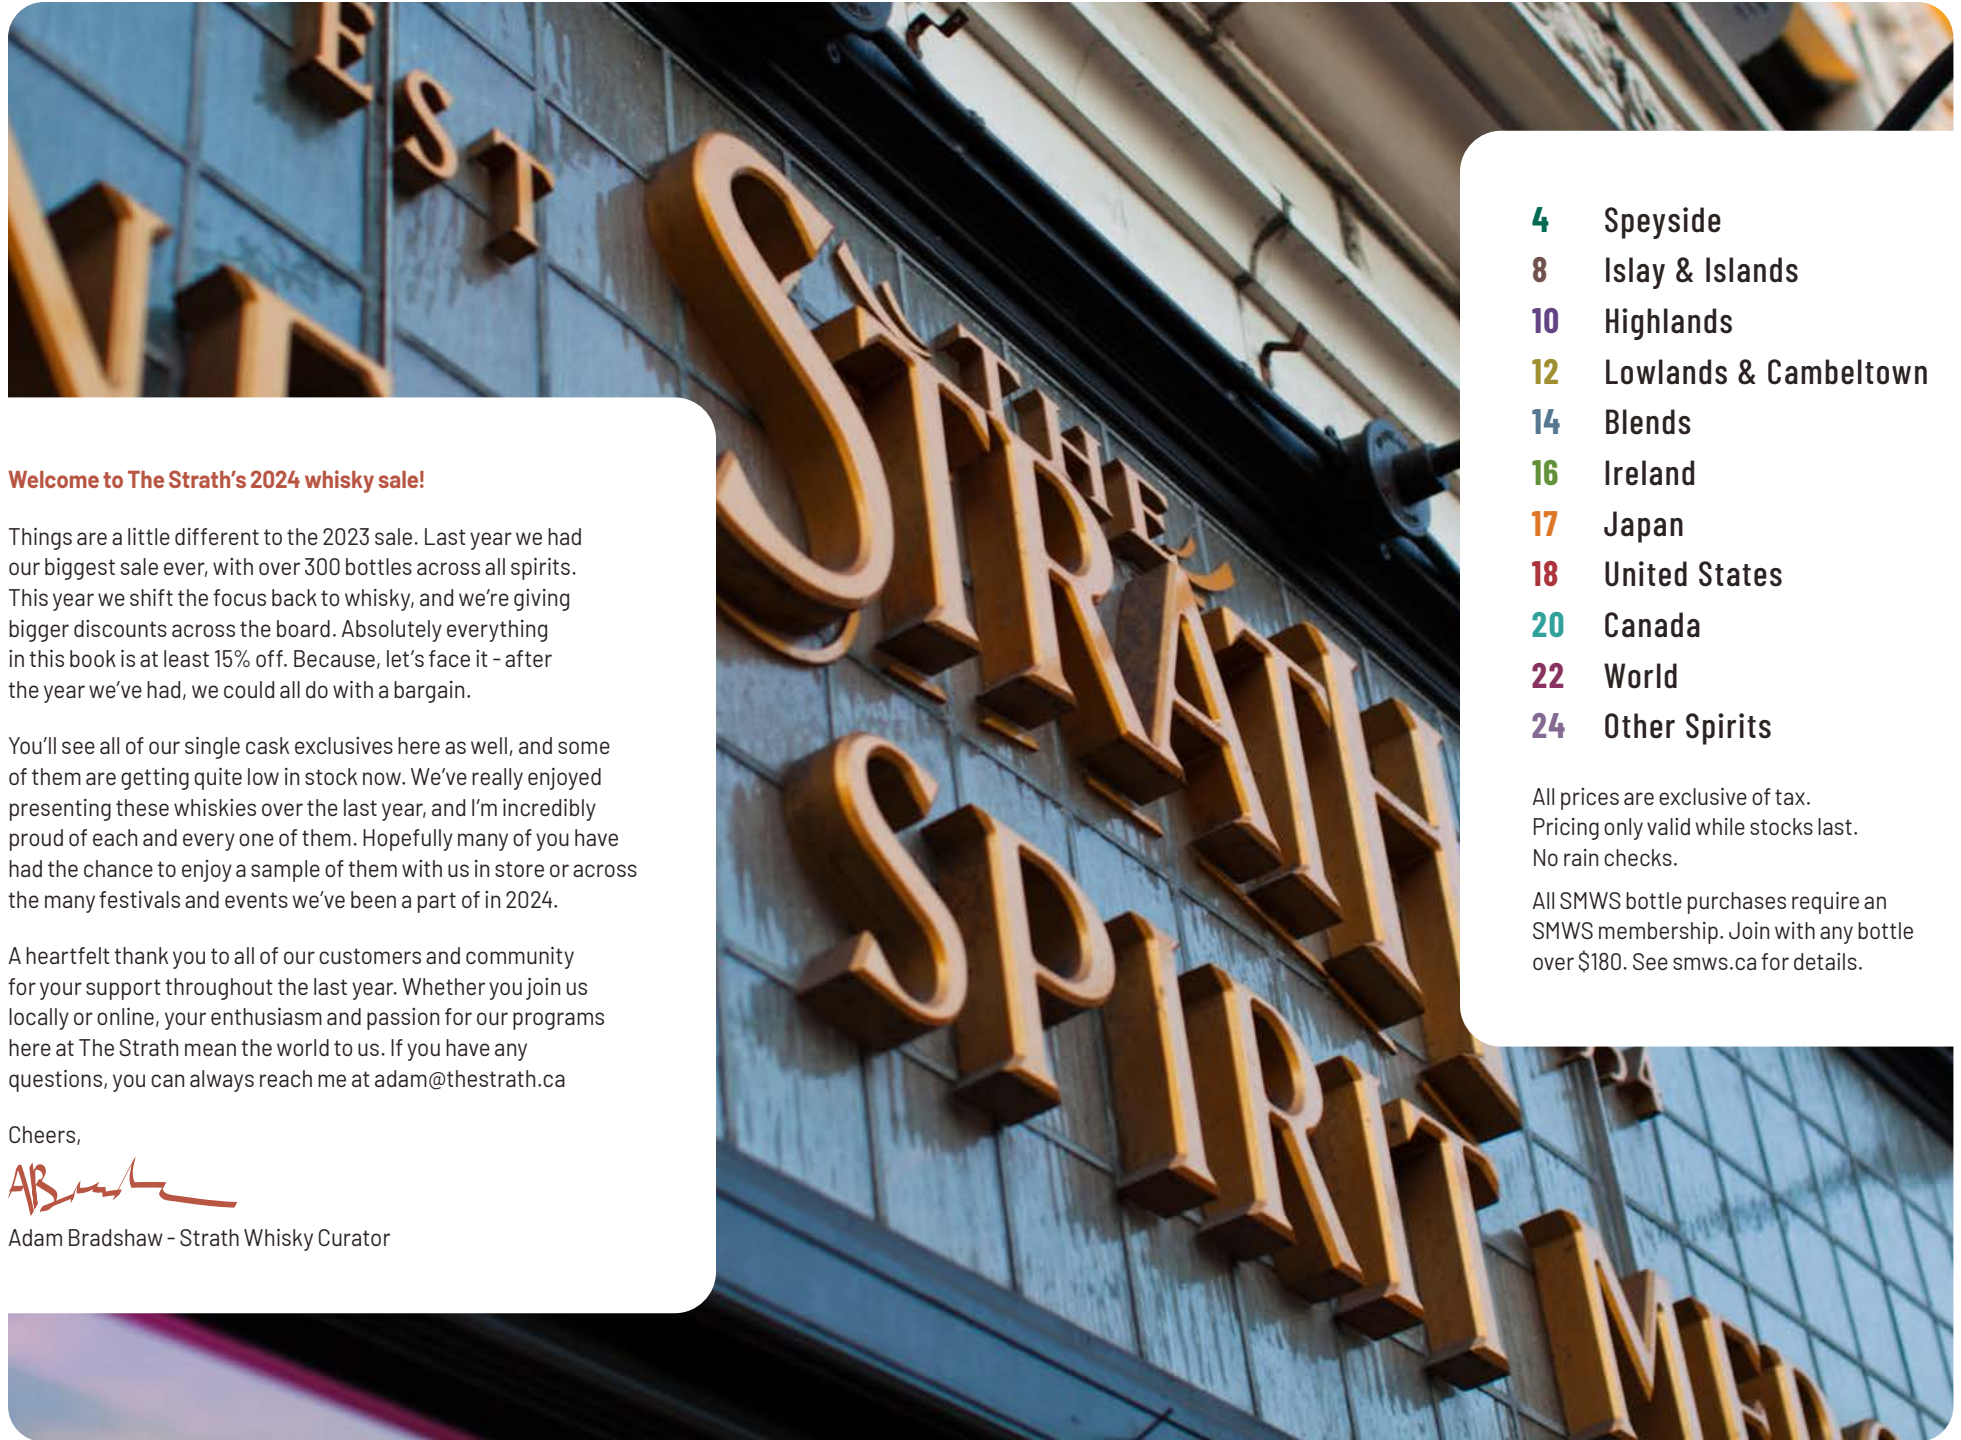 EST
THE
STRATH
SPIRIT
Welcome to The Strath's 2024 whisky sale!
Things are a little different to the 2023 sale. Last year we had
our biggest sale ever, with over 300 bottles across all spirits.
This year we shift the focus back to whisky, and we're giving
bigger discounts across the board. Absolutely everything
in this book is at least 15% off. Because, let's face it - after
the year we've had, we could all do with a bargain.
You'll see all of our single cask exclusives here as well, and some
of them are getting quite low in stock now. We've really enjoyed
presenting these whiskies over the last year, and I'm incredibly
proud of each and every one of them. Hopefully many of you have
had the chance to enjoy a sample of them with us in store or across
the many festivals and events we've been a part of in 2024.
A heartfelt thank you to all of our customers and community
for your support throughout the last year. Whether you join us
locally or online, your enthusiasm and passion for our programs
here at The Strath mean the world to us. If you have any
questions, you can always reach me at adam@thestrath.ca
Cheers,
Adam Bradshaw - Strath Whisky Curator
4 Speyside
8 Islay & Islands
10 Highlands
12 Lowlands & Cambeltown
14 Blends
16 Ireland
17 Japan
18 United States
20 Canada
22 World
24 Other Spirits
All prices are exclusive of tax.
Pricing only valid while stocks last.
No rain checks.
All SMWS bottle purchases require an
SMWS membership. Join with any bottle
over $180. See smws.ca for details.